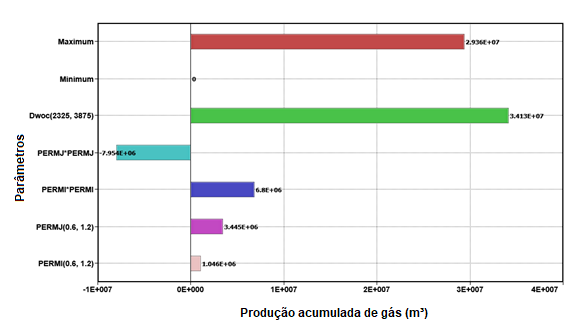 Maximum
2.936E+07
Minimum
0
Dwoc(2325, 3875)
3.413E+07
PERMJ*PERMJ
-7.954E+06
PERMI*PERMI
6.8E+06
PERMJ(0.6, 1.2)
3.445E+06
PERMI(0.6, 1.2)
1.046E+06
Parâmetros
-1E+007 0E+000 1E+007 2E+007 3E+007 4E+007
Produção acumulada de gás (m³)